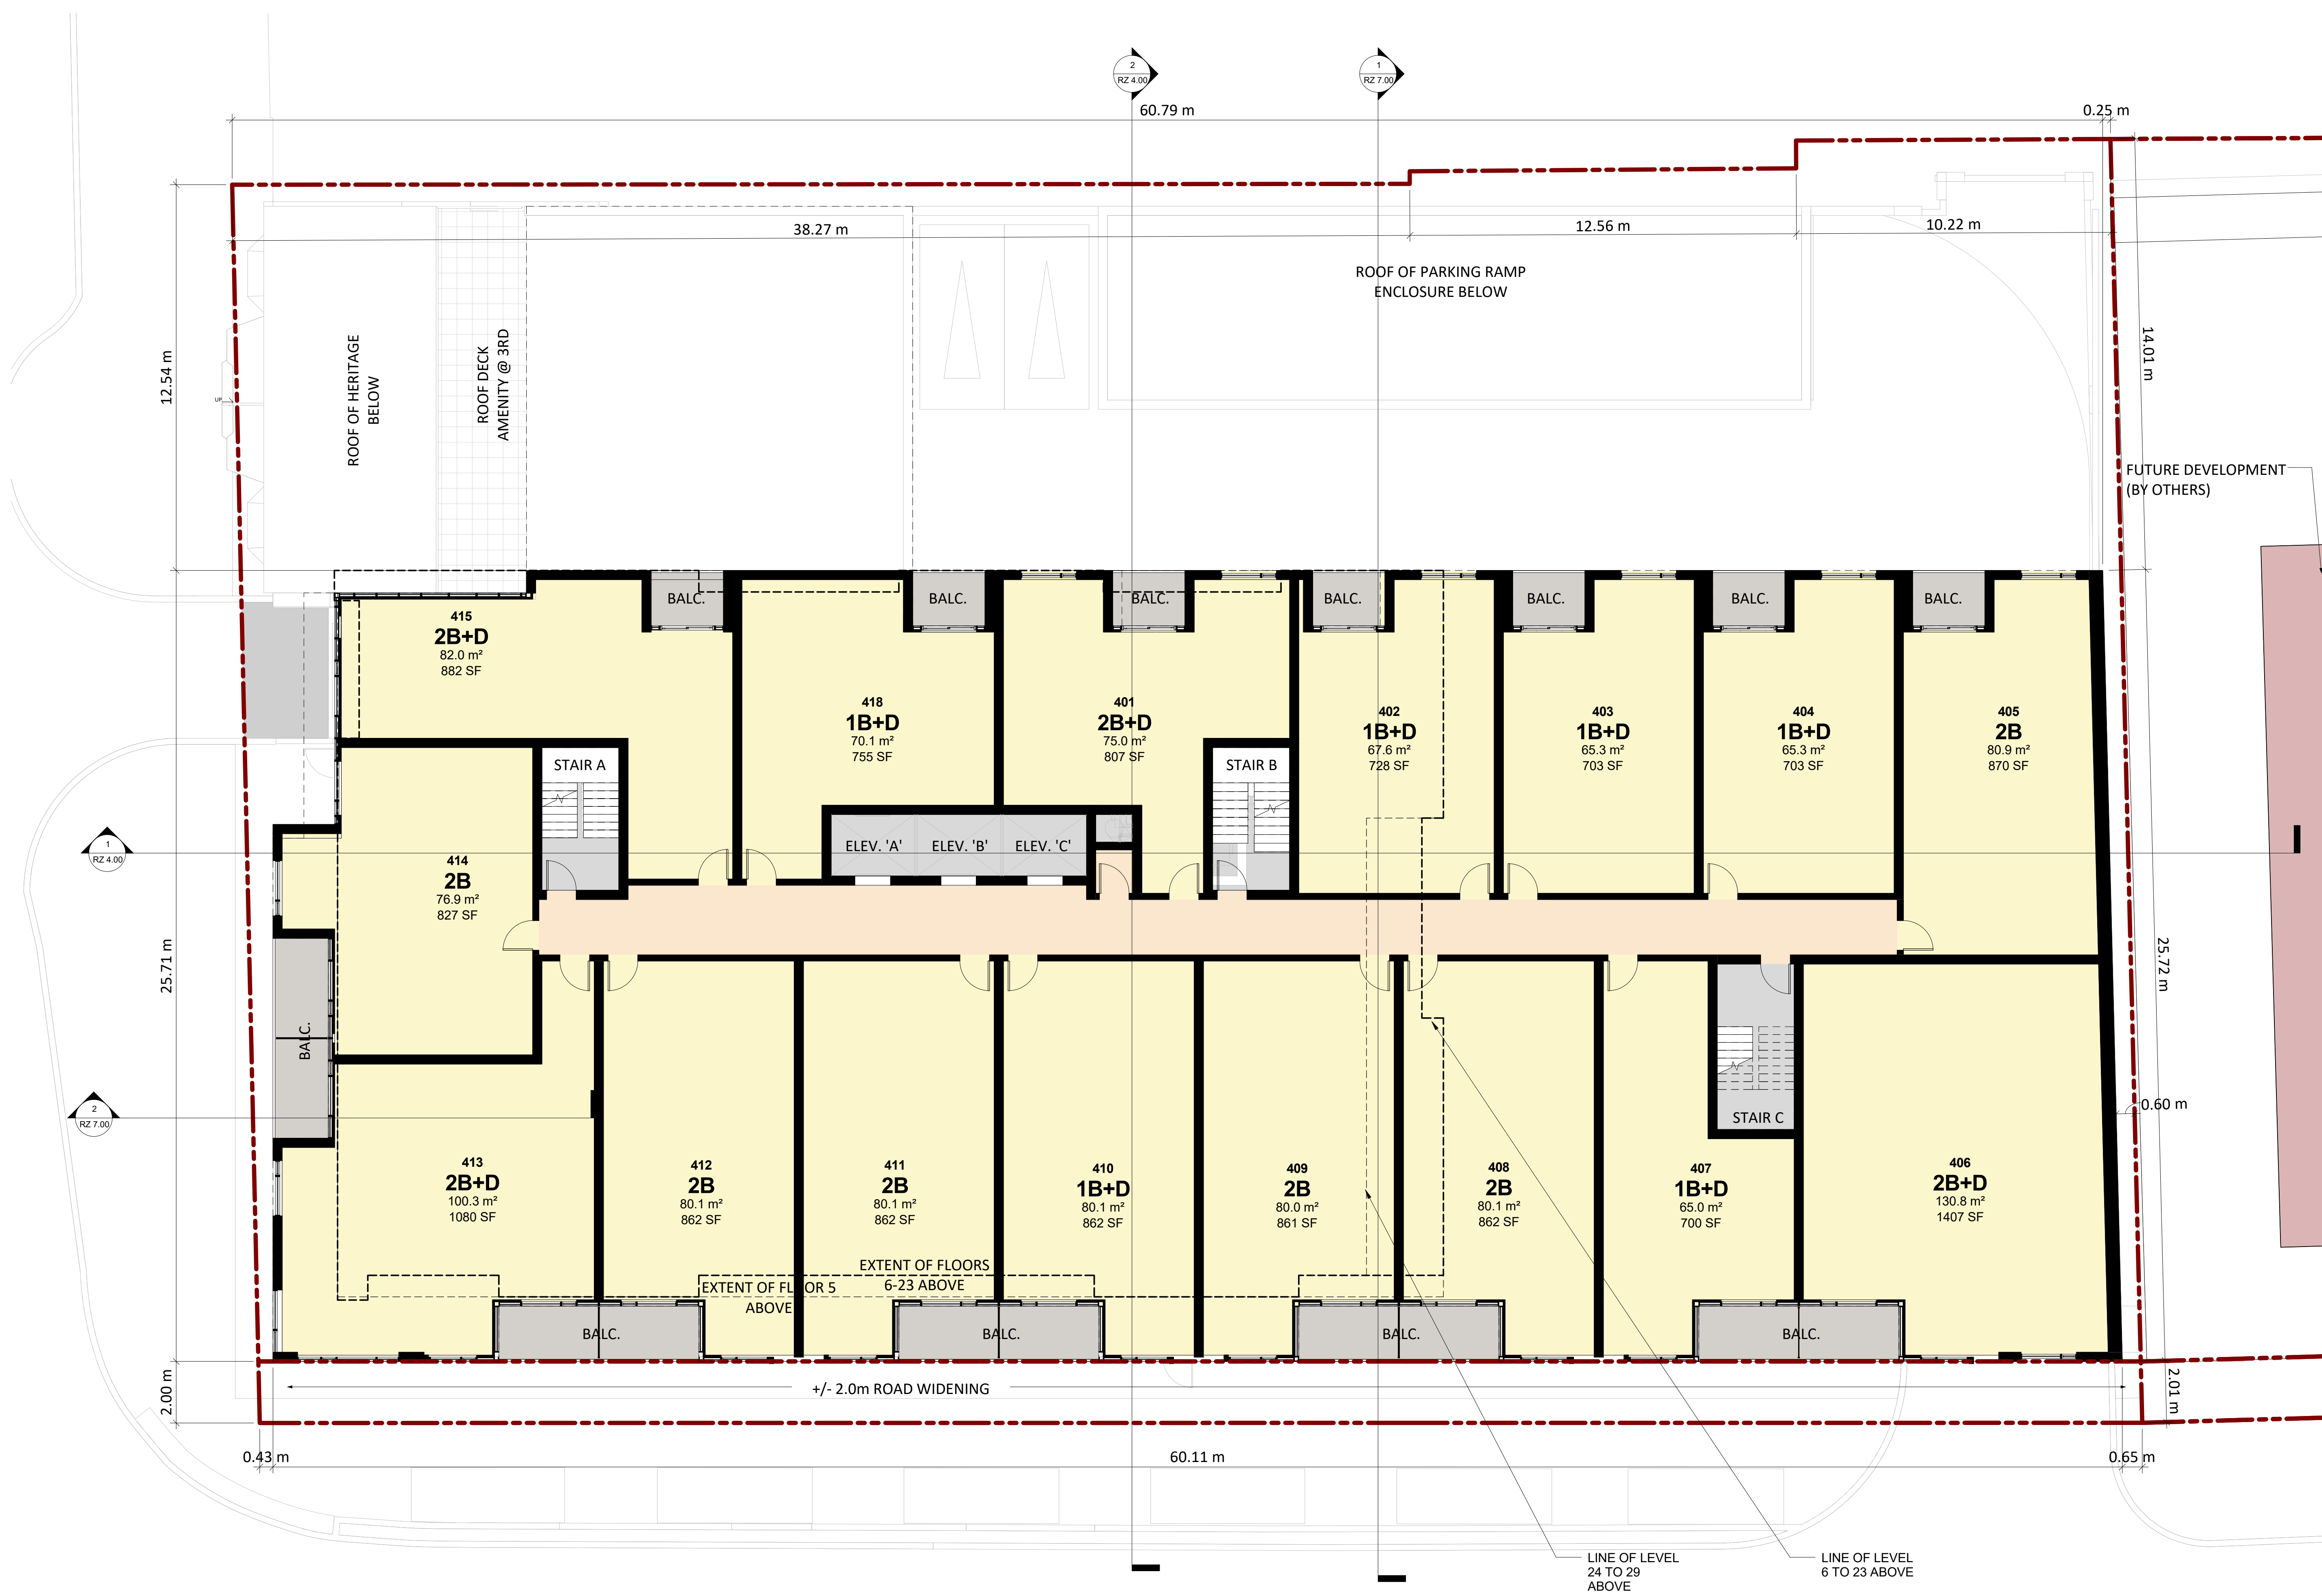 2
RZ 4.00
1
RZ 7.00
60.79 m
0.25 m
38.27 m
12.56 m
10.22 m
ROOF OF PARKING RAMP
ENCLOSURE BELOW
12.54 m
14.01 m
ROOF OF HERITAGE
BELOW
ROOF DECK
AMENITY @ 3RD
UP
FUTURE DEVELOPMENT
(BY OTHERS)
BALC.
BALC.
BALC.
BALC.
BALC.
BALC.
BALC.
415
2B+D
82.0 m²
882 SF
418
1B+D
70.1 m²
755 SF
401
2B+D
75.0 m²
807 SF
402
1B+D
67.6 m²
728 SF
403
1B+D
65.3 m²
703 SF
404
1B+D
65.3 m²
703 SF
405
2B
80.9 m²
870 SF
STAIR A
STAIR B
ELEV. 'A'
ELEV. 'B'
ELEV. 'C'
1
RZ 4.00
414
2B
76.9 m²
827 SF
25.71 m
25.72 m
BALC.
2
RZ 7.00
0.60 m
STAIR C
413
2B+D
100.3 m²
1080 SF
412
2B
80.1 m²
862 SF
411
2B
80.1 m²
862 SF
410
1B+D
80.1 m²
862 SF
409
2B
80.0 m²
861 SF
408
2B
80.1 m²
862 SF
407
1B+D
65.0 m²
700 SF
406
2B+D
130.8 m²
1407 SF
EXTENT OF FLOOR 5
ABOVE
EXTENT OF FLOORS
6-23 ABOVE
BALC.
BALC.
BALC.
BALC.
2.00 m
+/- 2.0m ROAD WIDENING
2.01 m
0.43 m
60.11 m
0.65 m
LINE OF LEVEL
24 TO 29
ABOVE
LINE OF LEVEL
6 TO 23 ABOVE